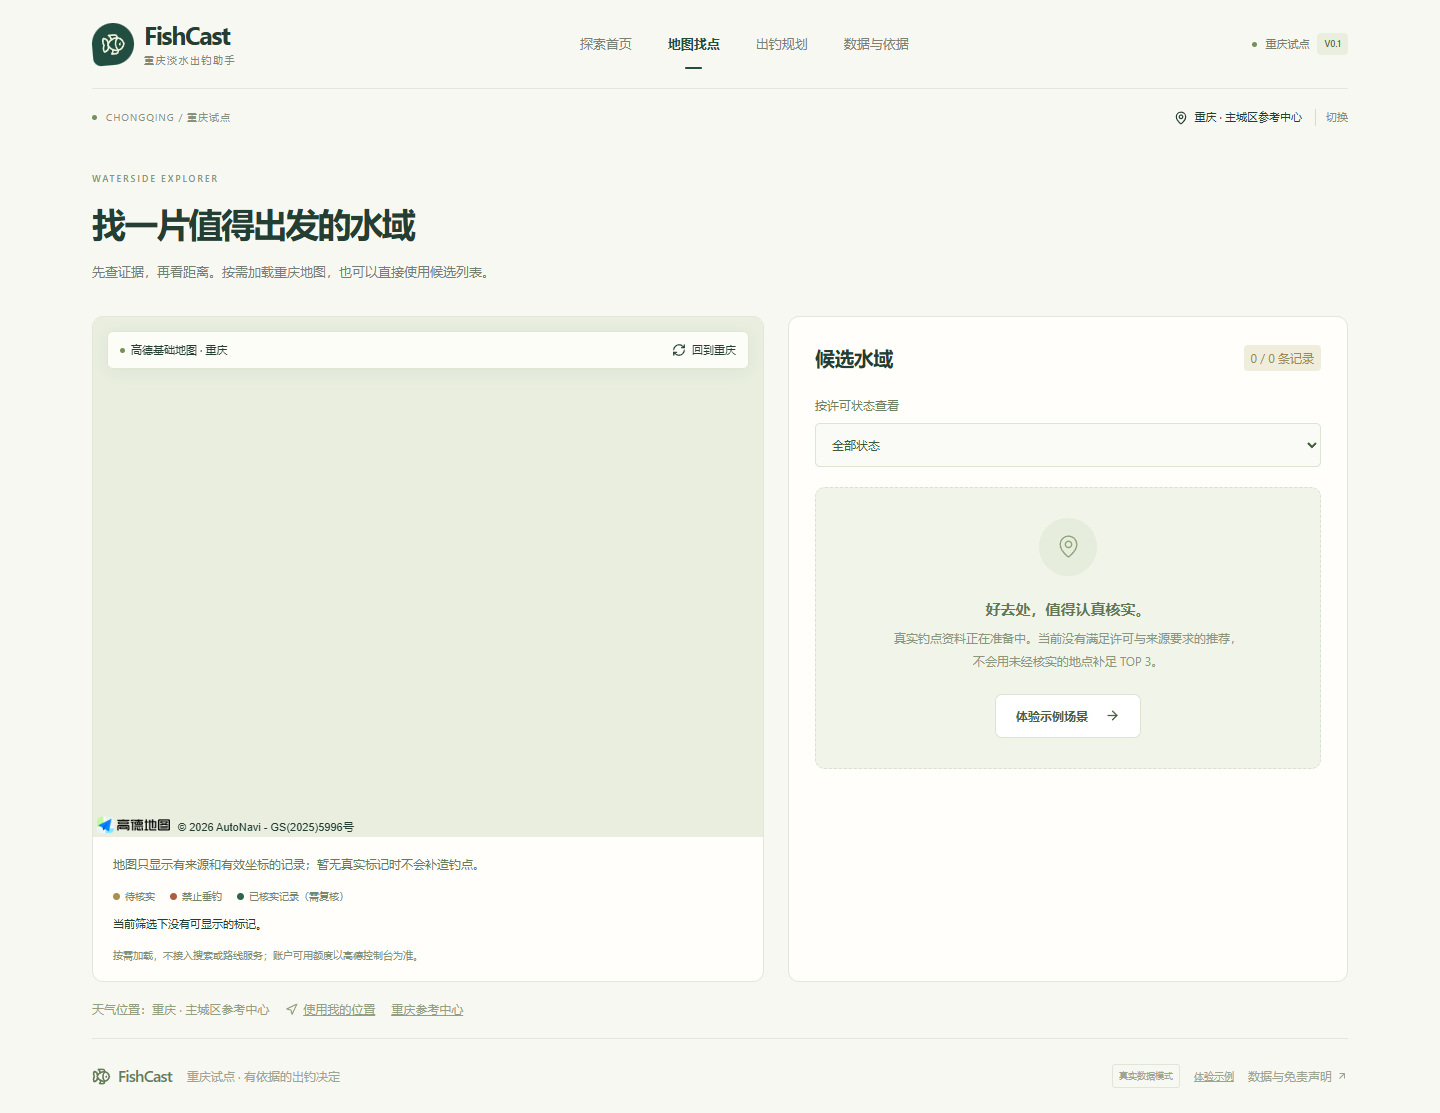 FishCast
重庆淡水出钓助手
探索首页
地图找点
出钓规划
数据与依据
重庆试点
V0.1
CHONGQING / 重庆试点
重庆 · 主城区参考中心
切换
WATERSIDE EXPLORER
找一片值得出发的水域
先查证据，再看距离。按需加载重庆地图，也可以直接使用候选列表。
高德基础地图 · 重庆
回到重庆
高德地图 © 2026 AutoNavi - GS(2025)5996号
地图只显示有来源和有效坐标的记录；暂无真实标记时不会补造钓点。
待核实
禁止垂钓
已核实记录（需复核）
当前筛选下没有可显示的标记。
按需加载，不接入搜索或路线服务；账户可用额度以高德控制台为准。
候选水域
0 / 0 条记录
按许可状态查看
全部状态
好去处，值得认真核实。
真实钓点资料正在准备中。当前没有满足许可与来源要求的推荐，
不会用未经核实的地点补足 TOP 3。
体验示例场景
天气位置：重庆 · 主城区参考中心
使用我的位置
重庆参考中心
FishCast
重庆试点 · 有依据的出钓决定
真实数据模式
体验示例
数据与免责声明